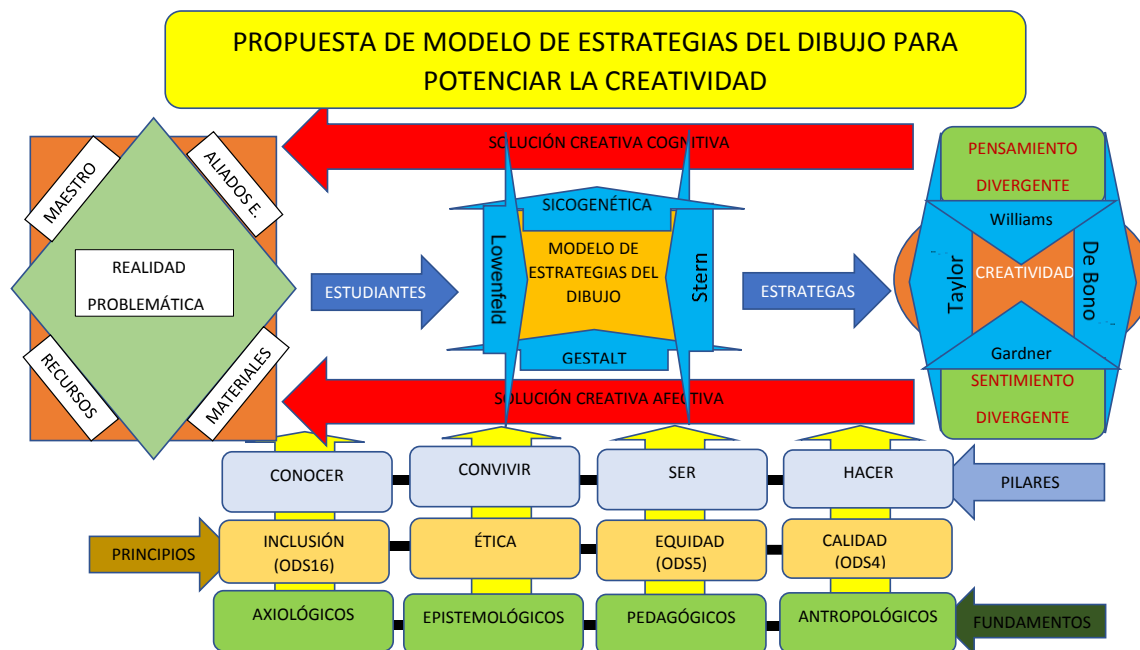 PROPUESTA DE MODELO DE ESTRATEGIAS DEL DIBUJO PARA
POTENCIAR LA CREATIVIDAD
SOLUCIÓN CREATIVA COGNITIVA
MAESTRO
ALIADOS E.
REALIDAD
PROBLEMÁTICA
RECURSOS
MATERIALES
ESTUDIANTES
SICOGENÉTICA
Lowenfeld
MODELO DE
ESTRATEGIAS DEL
DIBUJO
Stern
GESTALT
ESTRATEGAS
PENSAMIENTO
DIVERGENTE
Williams
Taylor
CREATIVIDAD
De Bono
Gardner
SENTIMIENTO
DIVERGENTE
SOLUCIÓN CREATIVA AFECTIVA
CONOCER
CONVIVIR
SER
HACER
PILARES
PRINCIPIOS
INCLUSIÓN
(ODS16)
ÉTICA
EQUIDAD
(ODS5)
CALIDAD
(ODS4)
AXIOLÓGICOS
EPISTEMOLÓGICOS
PEDAGÓGICOS
ANTROPOLÓGICOS
FUNDAMENTOS